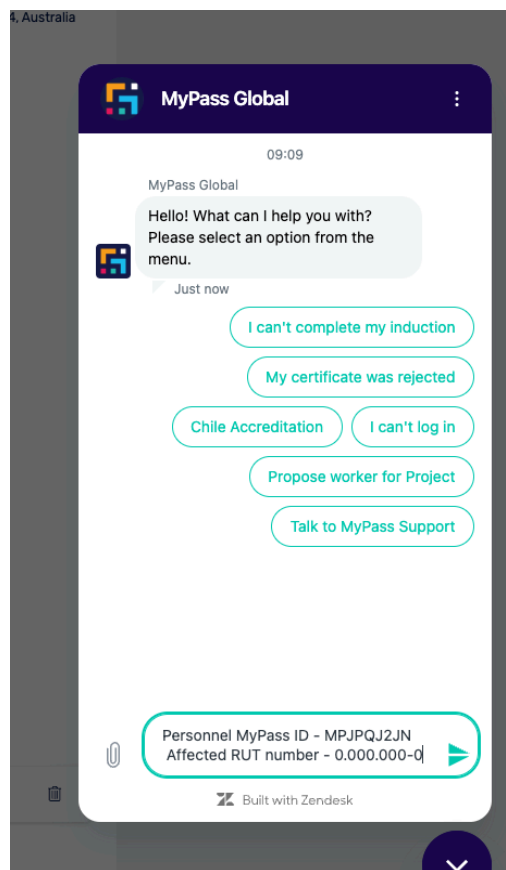 4, Australia
MyPass Global
09:09
MyPass Global
Hello! What can I help you with?
Please select an option from the
menu.
Just now
I can't complete my induction
My certificate was rejected
Chile Accreditation
I can't log in
Propose worker for Project
Talk to MyPass Support
Personnel MyPass ID - MPJPQJ2JN
Affected RUT number - 0.000.000-0
Built with Zendesk